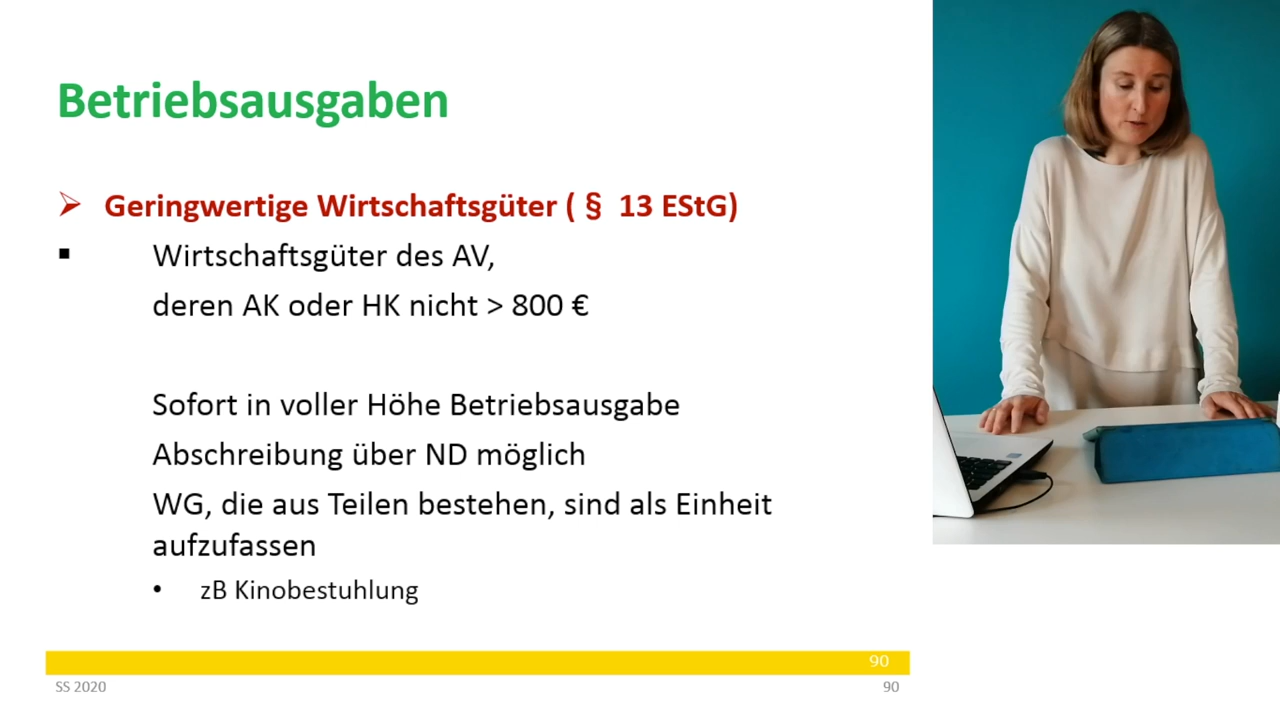 Betriebsausgaben
Geringwertige Wirtschaftsgüter ( § 13 EStG)
Wirtschaftsgüter des AV,
deren AK oder HK nicht > 800 €
Sofort in voller Höhe Betriebsausgabe
Abschreibung über ND möglich
WG, die aus Teilen bestehen, sind als Einheit
aufzufassen
• zB Kinobestuhlung
90
SS 2020
90